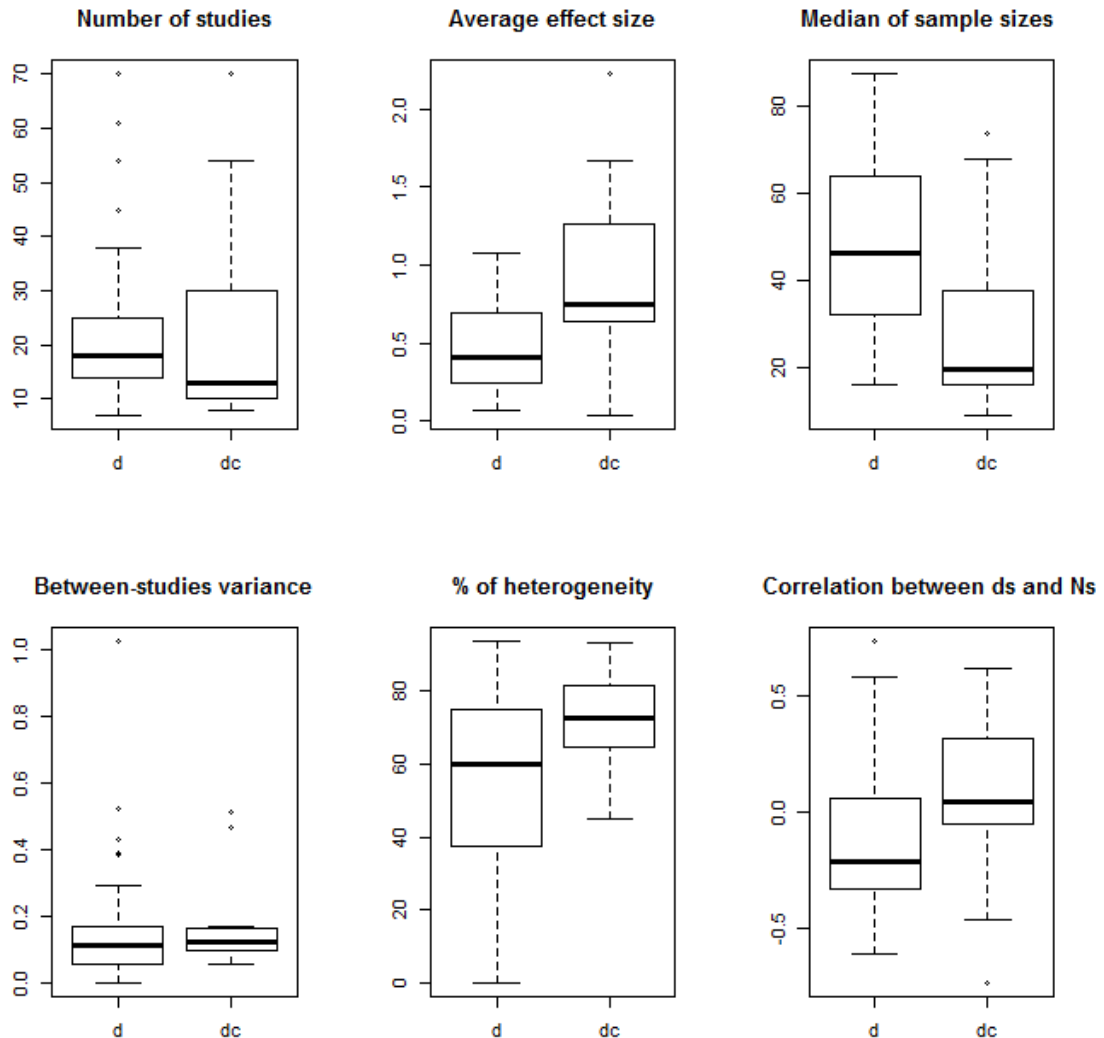 Number of studies
70
60
50
40
30
20
10
d
dc
Average effect size
2.0
1.5
1.0
0.5
0.0
d
dc
Median of sample sizes
80
60
40
20
d
dc
Between-studies variance
1.0
0.8
0.6
0.4
0.2
0.0
d
dc
% of heterogeneity
80
60
40
20
0
d
dc
Correlation between ds and Ns
0.5
0.0
-0.5
d
dc